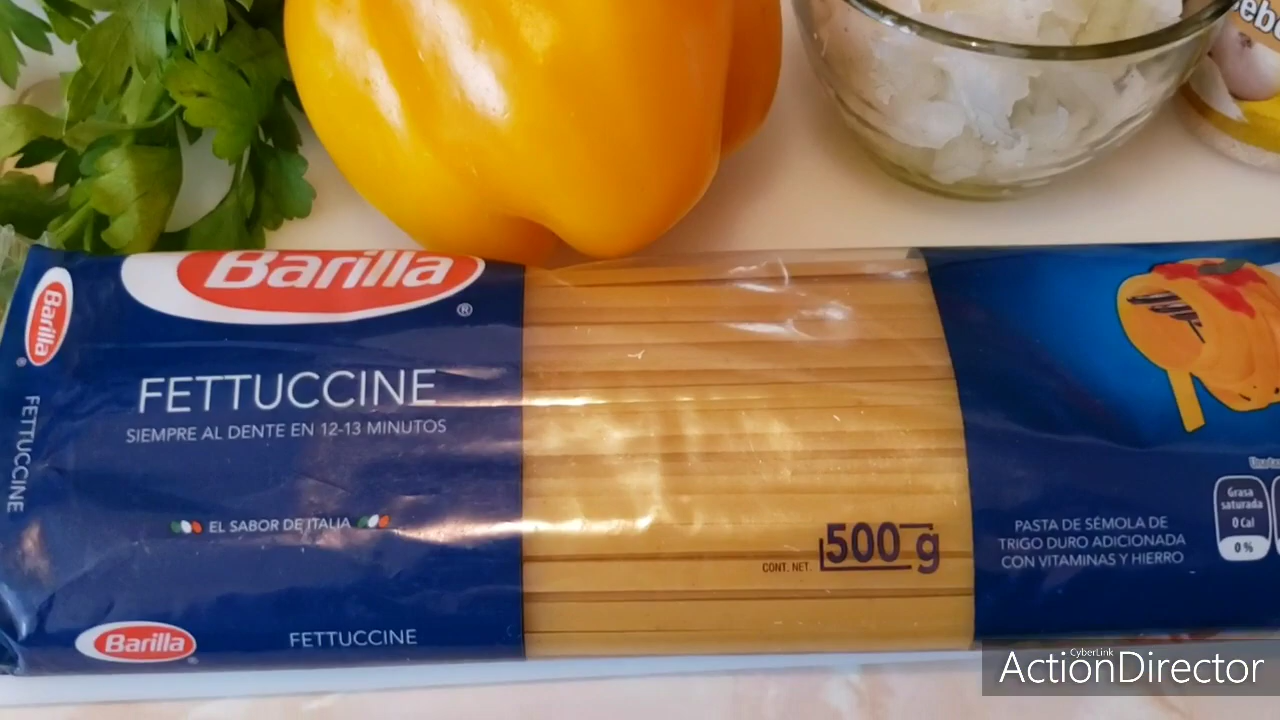 Barilla
®
Barilla
®
FETTUCCINE
FETTUCCINE
SIEMPRE AL DENTE EN 12-13 MINUTOS
EL SABOR DE ITALIA
Barilla
®
FETTUCCINE
CONT. NET. 500 g
PASTA DE SÉMOLA DE
TRIGO DURO ADICIONADA
CON VITAMINAS Y HIERRO
Grasa
saturada
0 Cal
0 %
CyberLink
ActionDirector